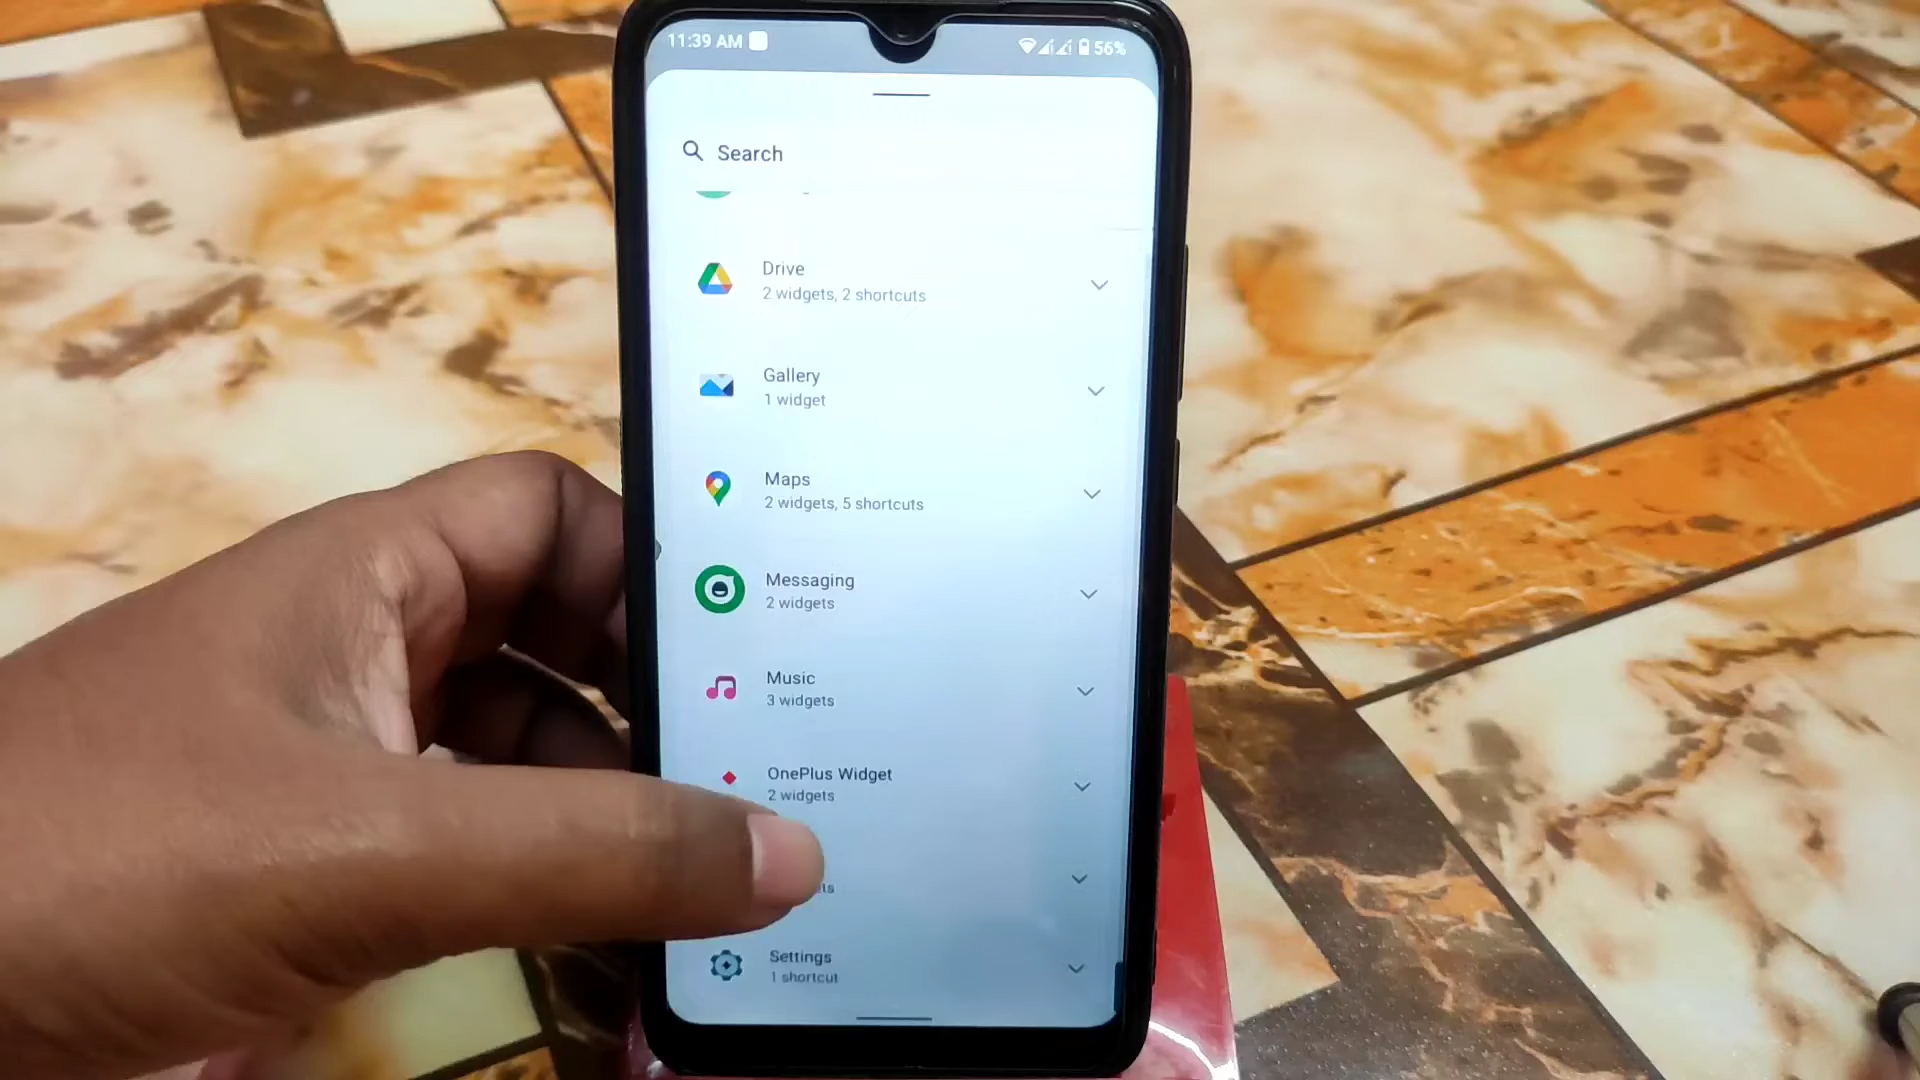 11:39 AM
56%
Search
Drive
2 widgets, 2 shortcuts
Gallery
1 widget
Maps
2 widgets, 5 shortcuts
Messaging
2 widgets
Music
3 widgets
OnePlus Widget
2 widgets
Settings
1 shortcut